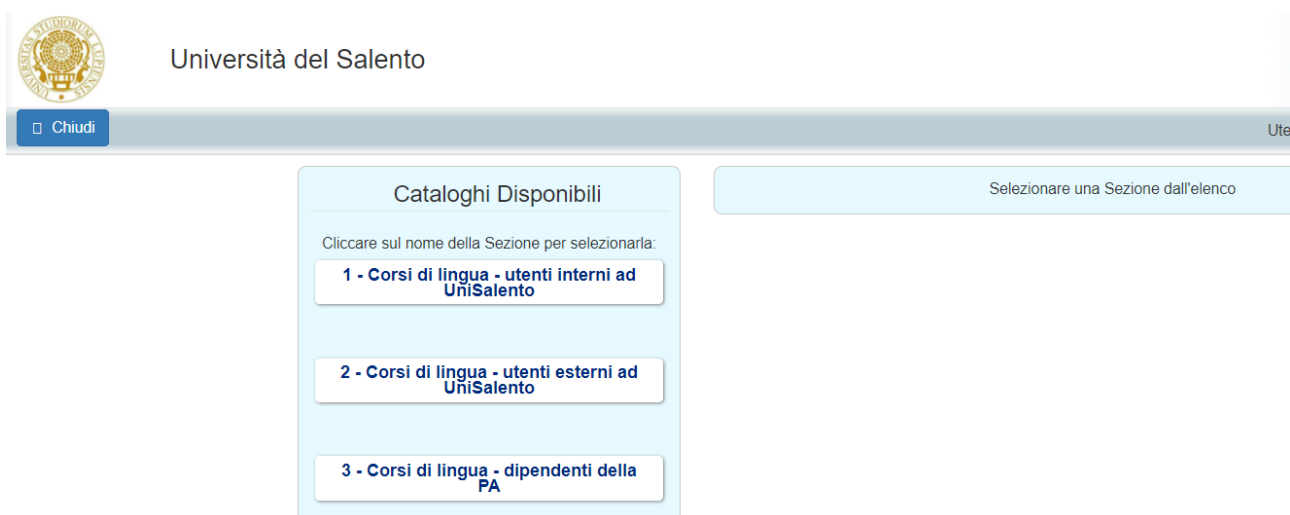 Università del Salento
Chiudi
Cataloghi Disponibili
Cliccare sul nome della Sezione per selezionarla:
1 - Corsi di lingua - utenti interni ad
UniSalento
2 - Corsi di lingua - utenti esterni ad
UniSalento
3 - Corsi di lingua - dipendenti della
PA
Ute
Selezionare una Sezione dall'elenco